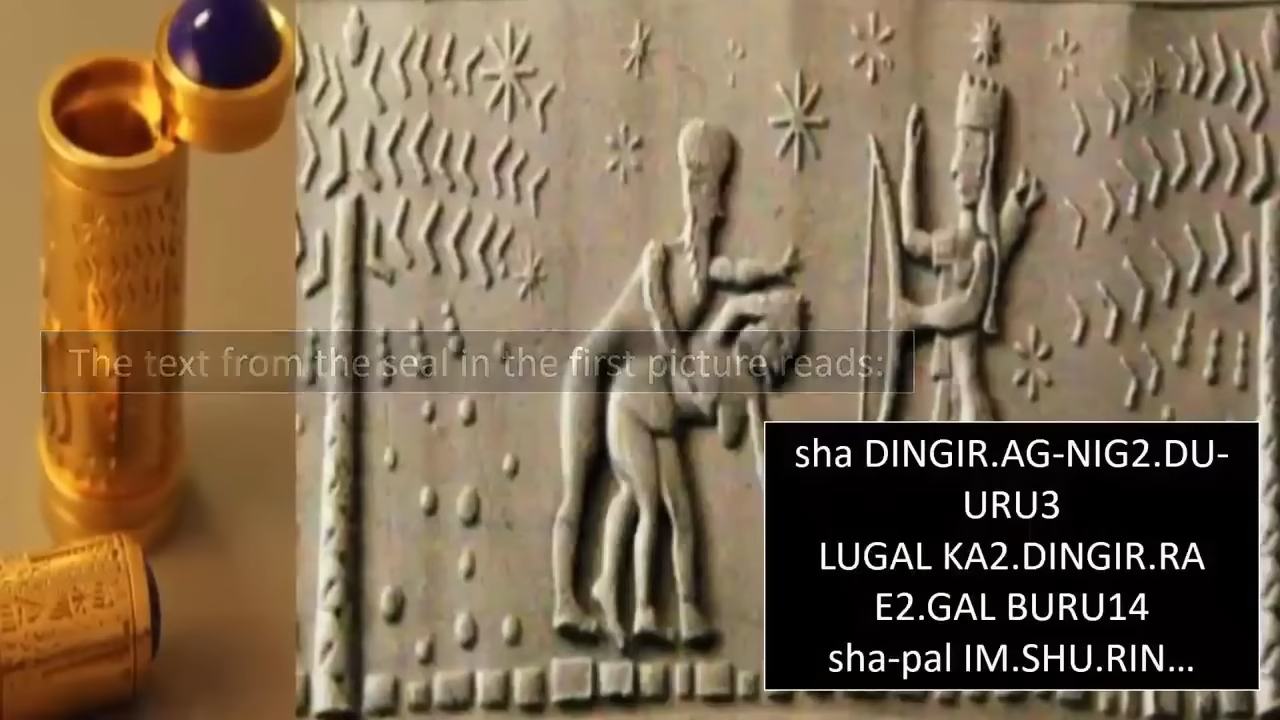 The text from the seal in the first picture reads:
sha DINGIR.AG-NIG2.DU-
URU3
LUGAL KA2.DINGIR.RA
E2.GAL BURU14
sha-pal IM.SHU.RIN...